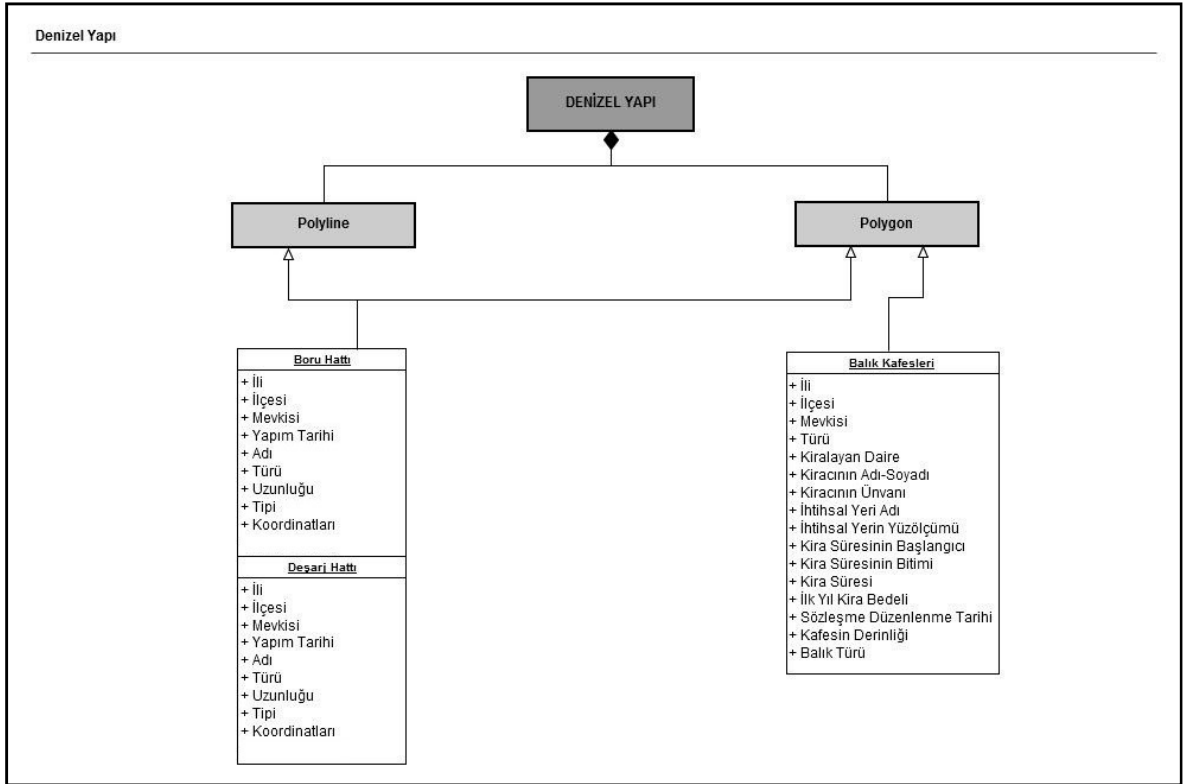 Denizel Yapı
DENİZEL YAPI
Polyline
Polygon
Boru Hattı
+ İli
+ İlçesi
+ Mevkisi
+ Yapım Tarihi
+ Adı
+ Türü
+ Uzunluğu
+ Tipi
+ Koordinatları
Deşarj Hattı
+ İli
+ İlçesi
+ Mevkisi
+ Yapım Tarihi
+ Adı
+ Türü
+ Uzunluğu
+ Tipi
+ Koordinatları
Balık Kafesleri
+ İli
+ İlçesi
+ Mevkisi
+ Türü
+ Kiralayan Daire
+ Kiracının Adı-Soyadı
+ Kiracının Ünvanı
+ İhtihsal Yeri Adı
+ İhtihsal Yerin Yüzölçümü
+ Kira Süresinin Başlangıcı
+ Kira Süresinin Bitimi
+ Kira Süresi
+ İlk Yıl Kira Bedeli
+ Sözleşme Düzenlenme Tarihi
+ Kafesin Derinliği
+ Balık Türü